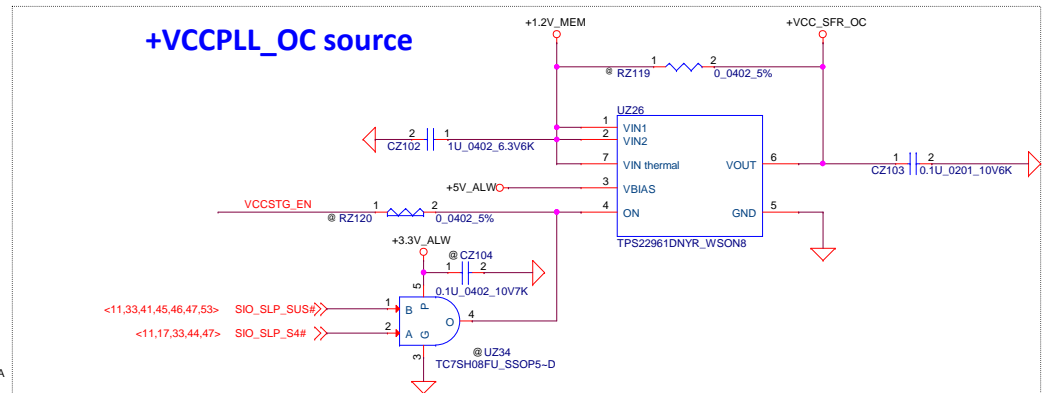 +VCCPLL_OC source
+1.2V_MEM
+VCC_SFR_OC
@ RZ119 1 2 0_0402_5%
UZ26
1 VIN1
2 VIN2
7 VIN thermal
VOUT 6
3 VBIAS
4 ON
GND 5
TPS22961DNYR_WSON8
2 1
CZ102 1U_0402_6.3V6K
1 2
CZ103 0.1U_0201_10V6K
+5V_ALW
VCCSTG_EN
1 2
@ RZ120 0_0402_5%
+3.3V_ALW
@ CZ104
1 2
0.1U_0402_10V7K
5
<11,33,41,45,46,47,53> SIO_SLP_SUS# 1 B P
O 4
<11,17,33,44,47> SIO_SLP_S4# 2 A G
3
@ UZ34
TC7SH08FU_SSOP5~D
A